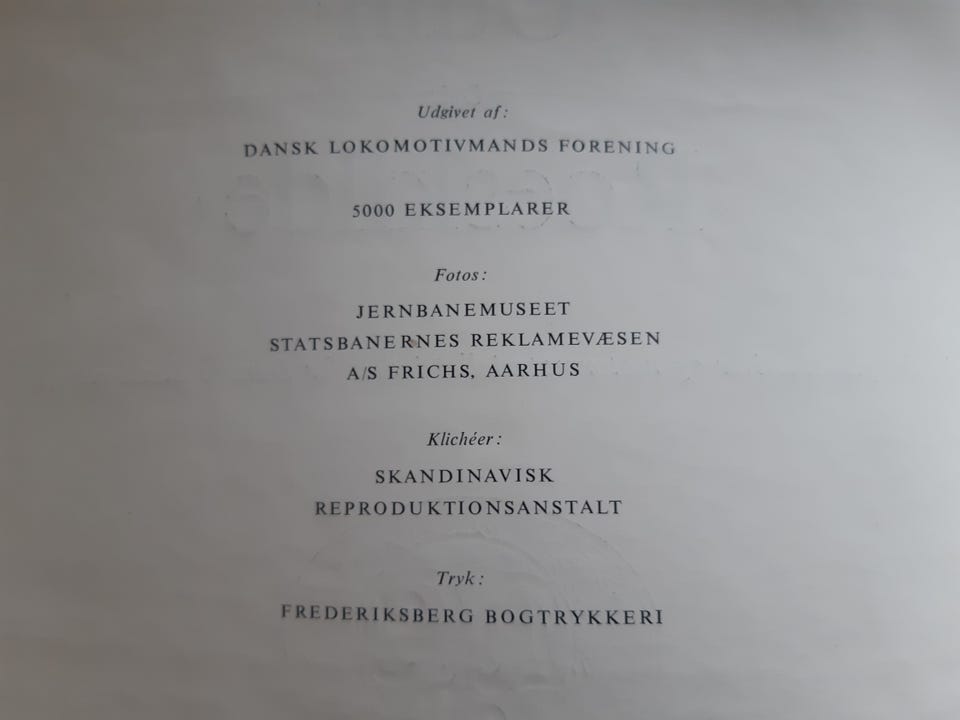 Udgivet af:
DANSK LOKOMOTIVMANDS FORENING
5000 EKSEMPLARER
Fotos:
JERNBANEMUSEET
STATSBANERNES REKLAMEVÆSEN
A/S FRICHS, AARHUS
Klichéer:
SKANDINAVISK
REPRODUKTIONSANSTALT
Tryk:
FREDERIKSBERG BOGTRYKKERI